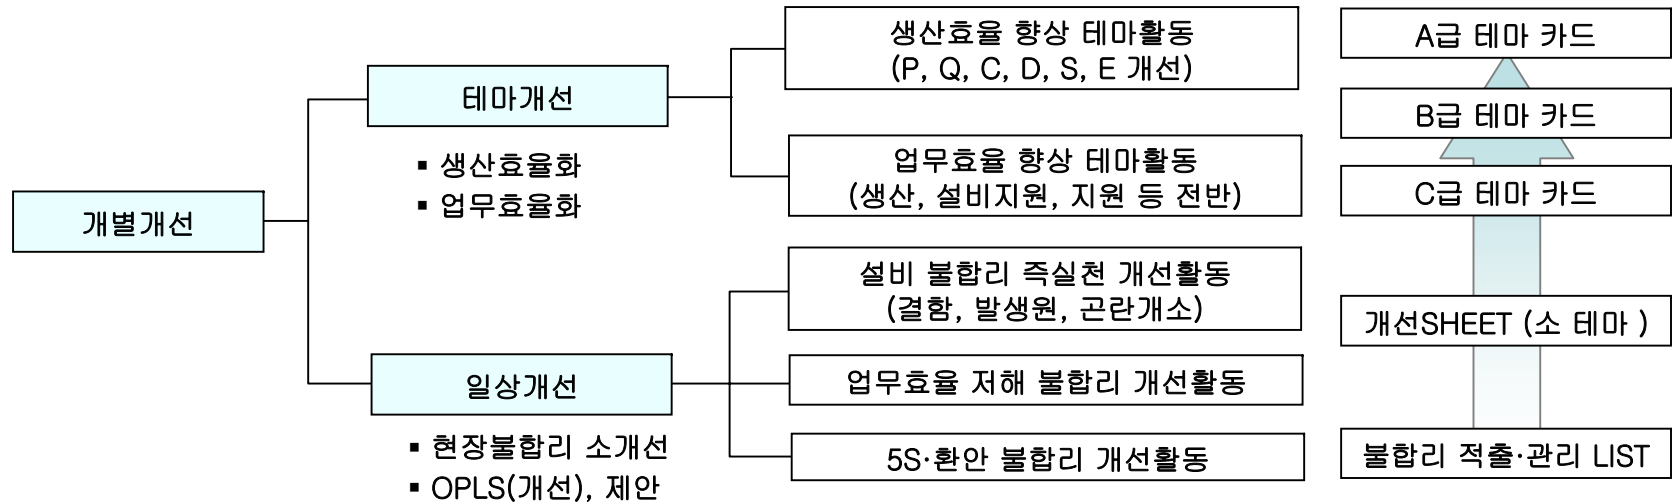 개별개선
테마개선
▪ 생산효율화
▪ 업무효율화
생산효율 향상 테마활동
(P, Q, C, D, S, E 개선)
업무효율 향상 테마활동
(생산, 설비지원, 지원 등 전반)
일상개선
▪ 현장불합리 소개선
▪ OPLS(개선), 제안
설비 불합리 즉실천 개선활동
(결함, 발생원, 곤란개소)
업무효율 저해 불합리 개선활동
5S·환안 불합리 개선활동
A급 테마 카드
B급 테마 카드
C급 테마 카드
개선SHEET (소 테마 )
불합리 적출·관리 LIST